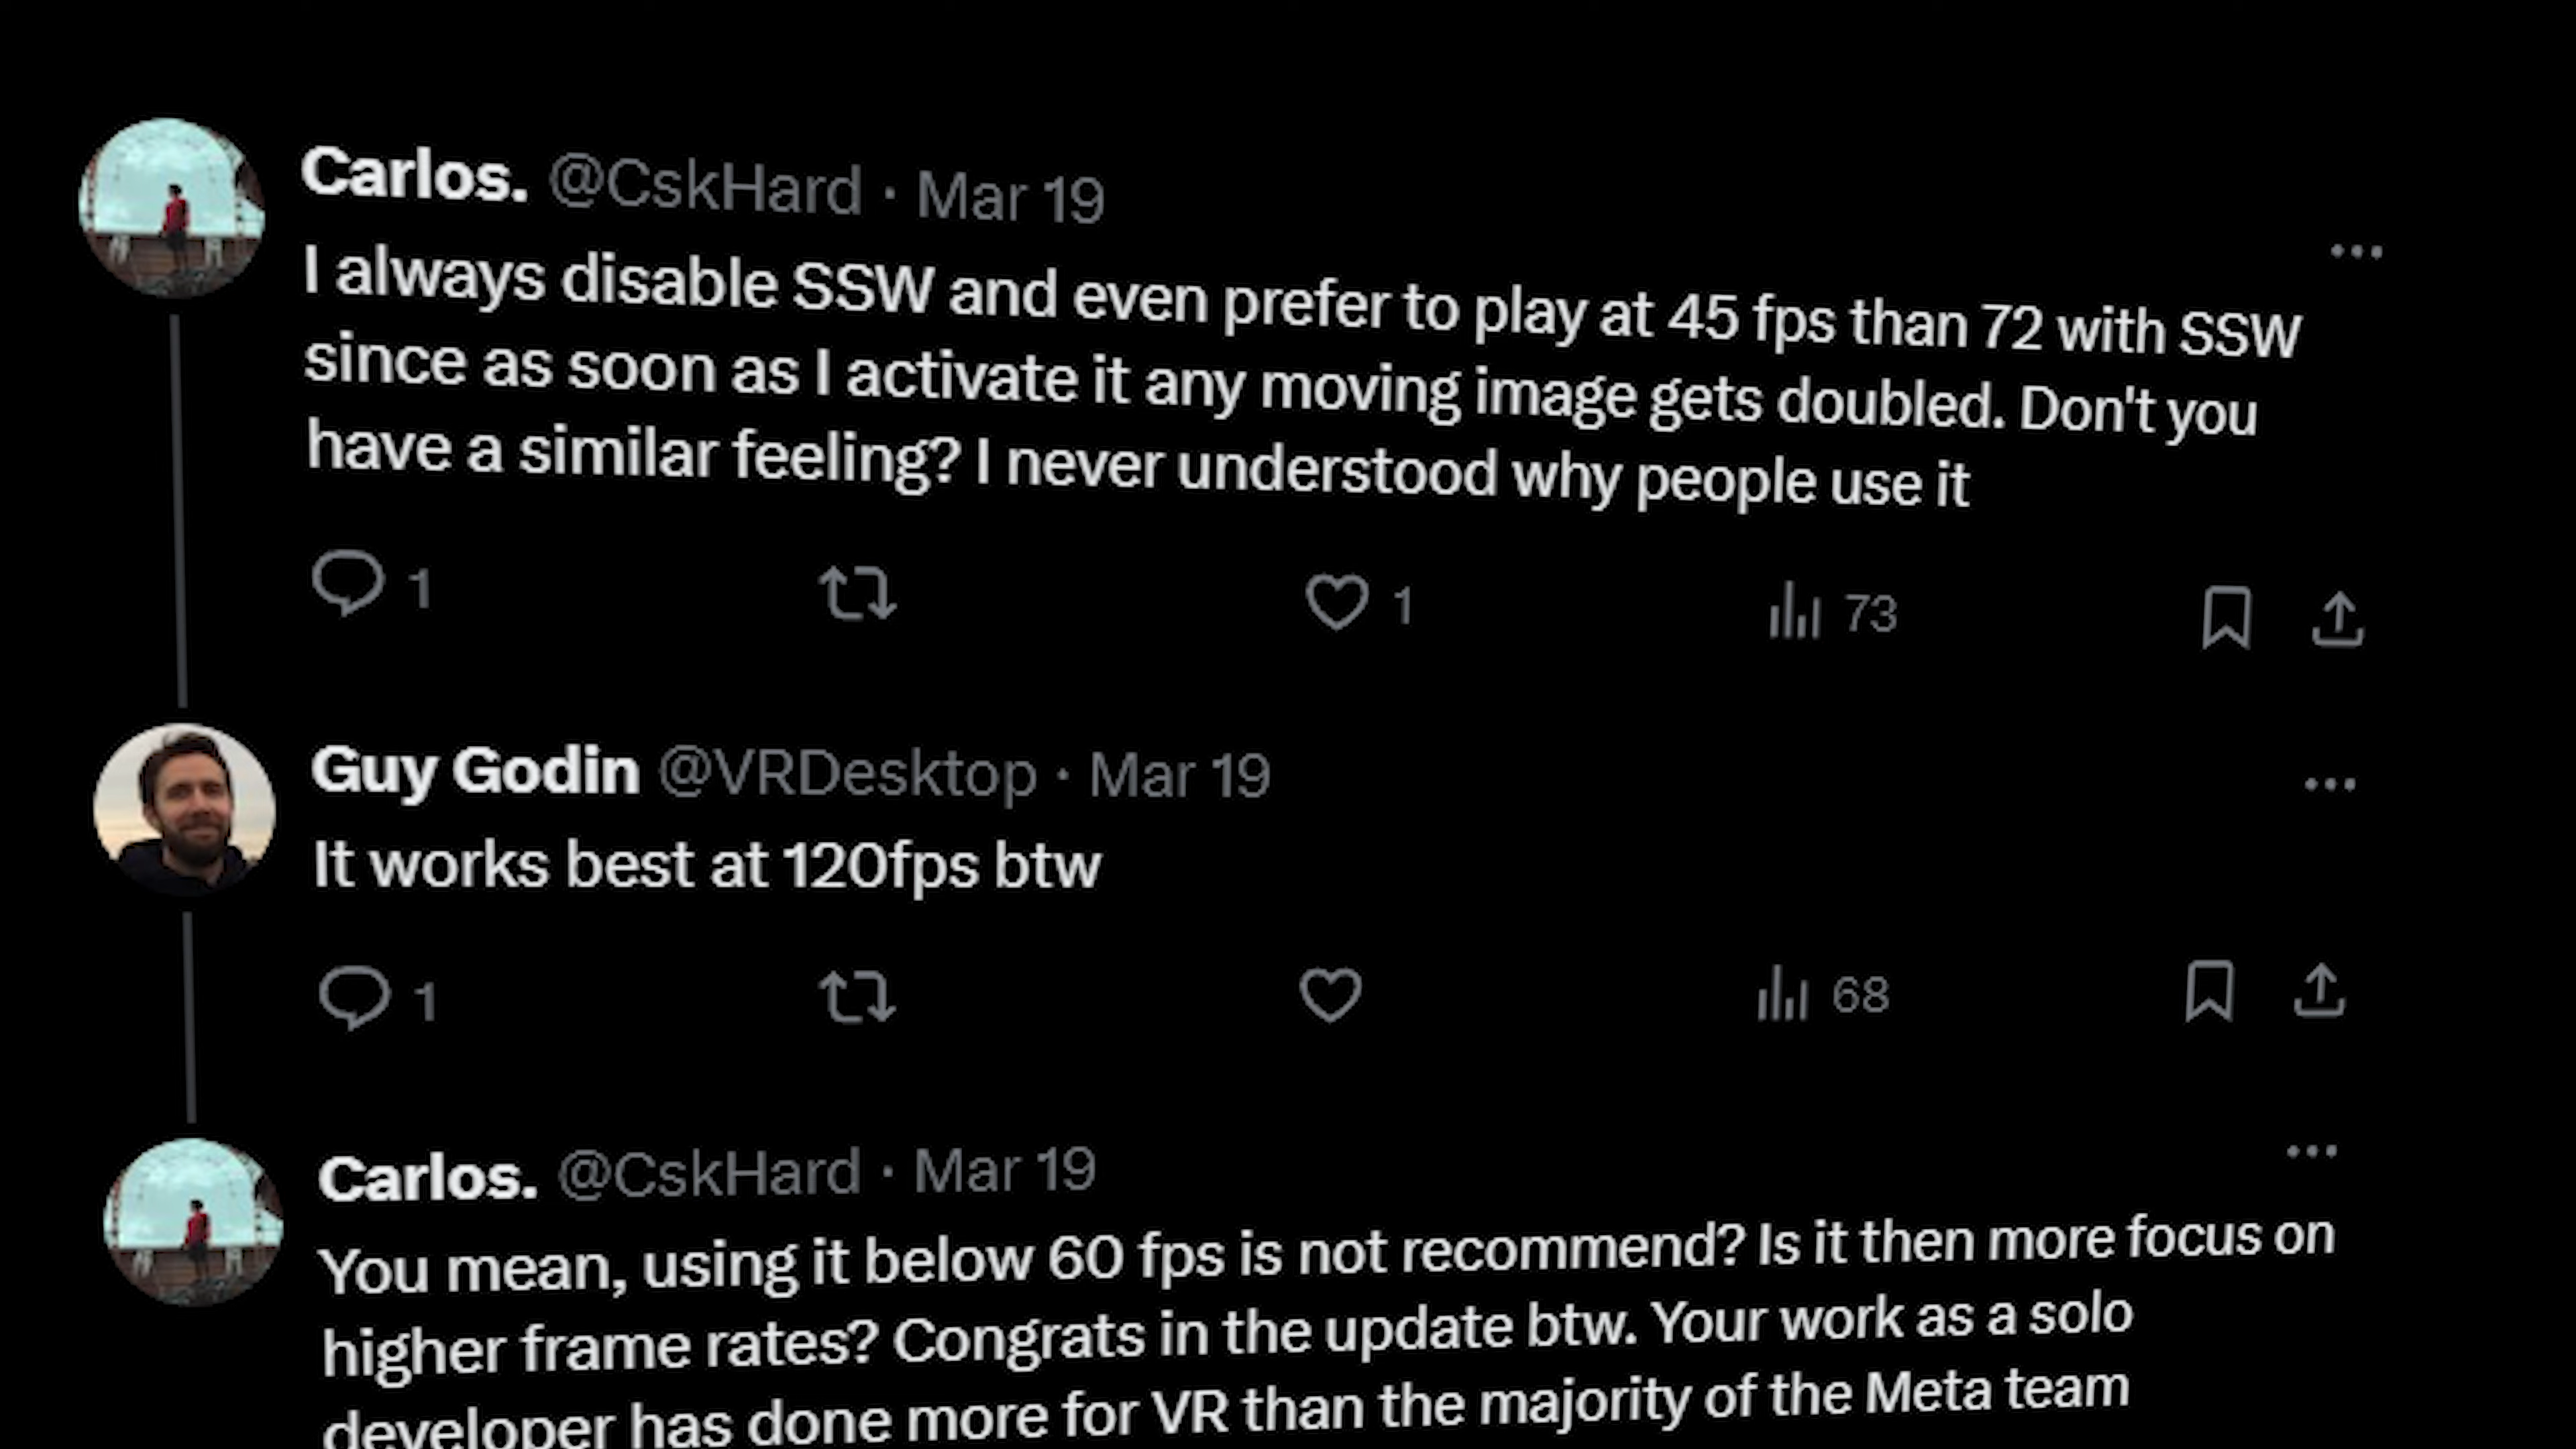 Carlos. @CskHard · Mar 19
I always disable SSW and even prefer to play at 45 fps than 72 with SSW
since as soon as I activate it any moving image gets doubled. Don't you
have a similar feeling? I never understood why people use it
1 1 73
Guy Godin @VRDesktop · Mar 19
It works best at 120fps btw
1 68
Carlos. @CskHard · Mar 19
You mean, using it below 60 fps is not recommend? Is it then more focus on
higher frame rates? Congrats in the update btw. Your work as a solo
developer has done more for VR than the majority of the Meta team